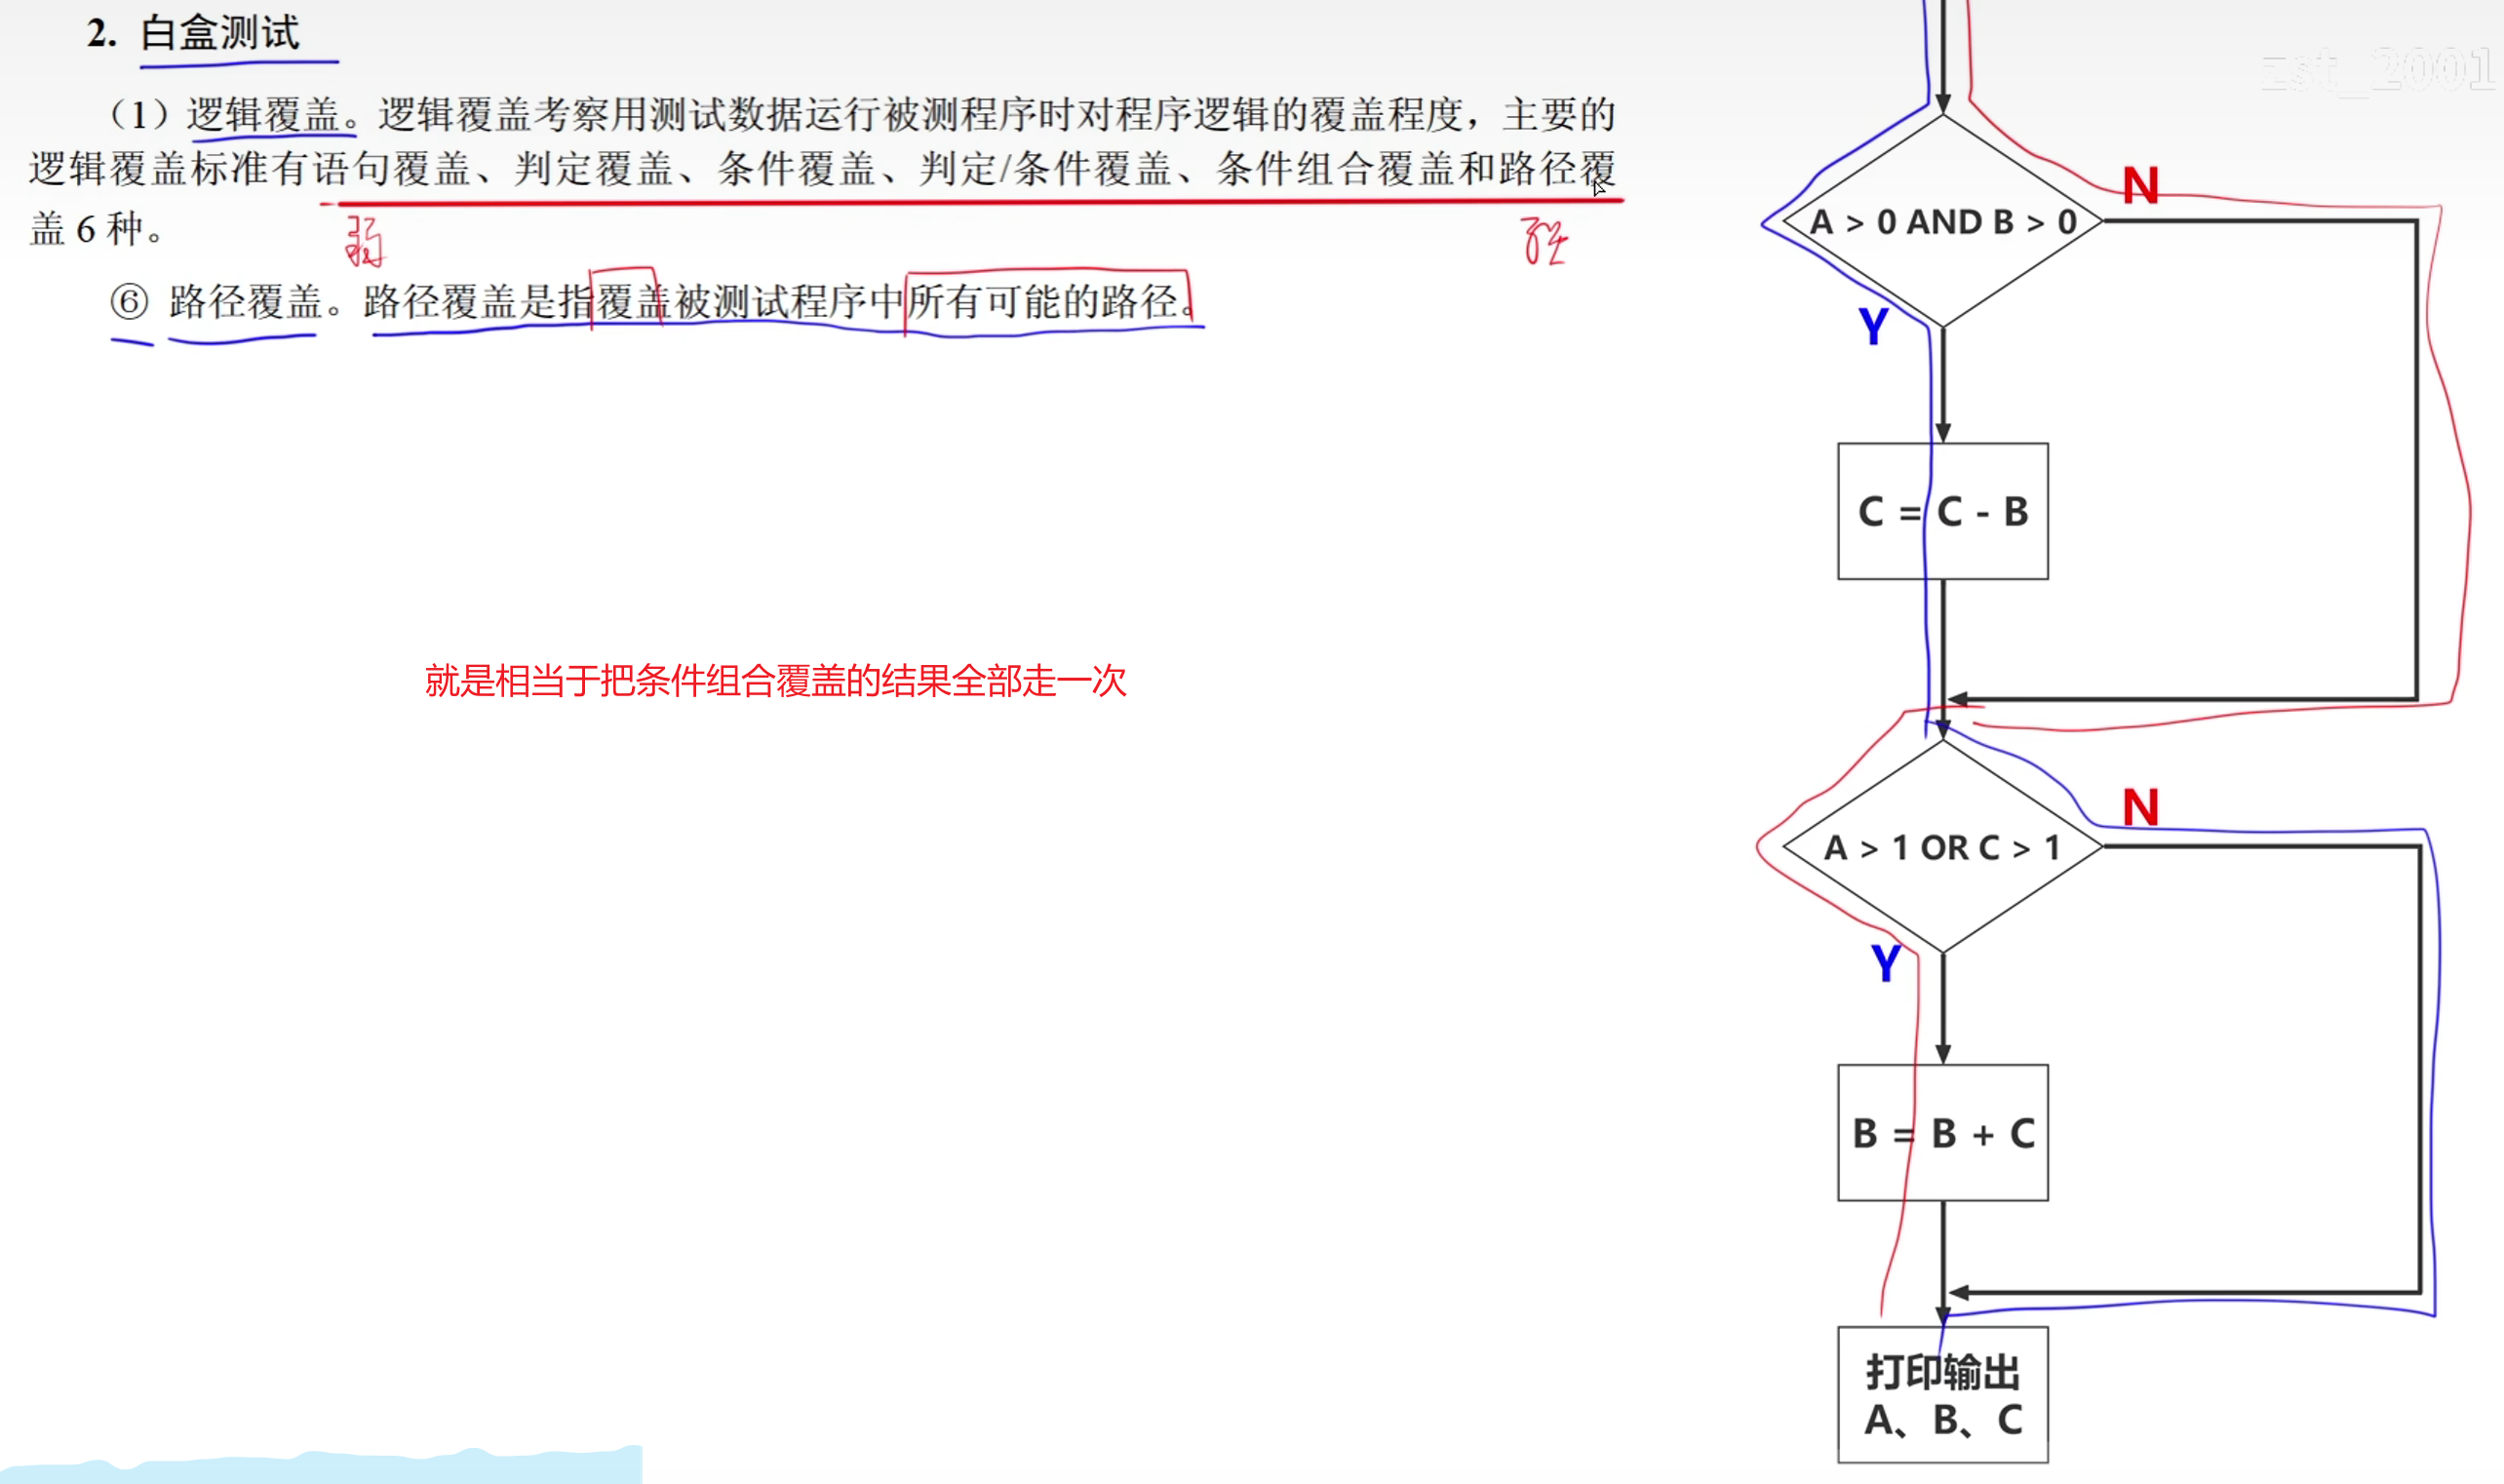 2. 白盒测试
（1）逻辑覆盖。逻辑覆盖考察用测试数据运行被测程序时对程序逻辑的覆盖程度，主要的
逻辑覆盖标准有语句覆盖、判定覆盖、条件覆盖、判定/条件覆盖、条件组合覆盖和路径覆
盖 6 种。
弱
强
⑥ 路径覆盖。路径覆盖是指覆盖被测试程序中所有可能的路径。
就是相当于把条件组合覆盖的结果全部走一次
zst_2001
N
A > 0 AND B > 0
Y
C = C - B
N
A > 1 OR C > 1
Y
B = B + C
打印输出
A、B、C